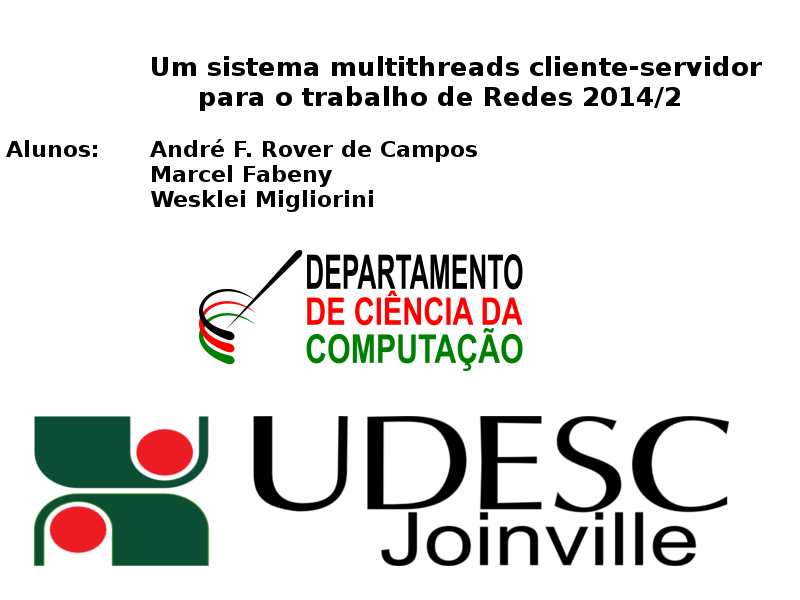 Um sistema multithreads cliente-servidor
para o trabalho de Redes 2014/2
Alunos: André F. Rover de Campos
Marcel Fabeny
Wesklei Migliorini
DEPARTAMENTO
DE CIÊNCIA DA
COMPUTAÇÃO
UDESC
Joinville